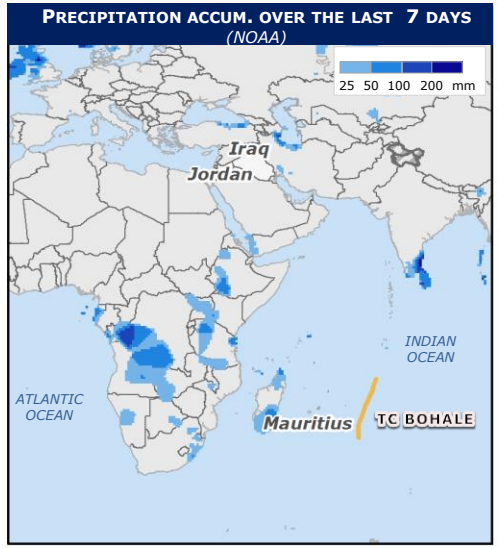 PRECIPITATION ACCUM. OVER THE LAST 7 DAYS
(NOAA)
25 50 100 200 mm
Iraq
Jordan
INDIAN
OCEAN
ATLANTIC
OCEAN
Mauritius
TC BOHALE